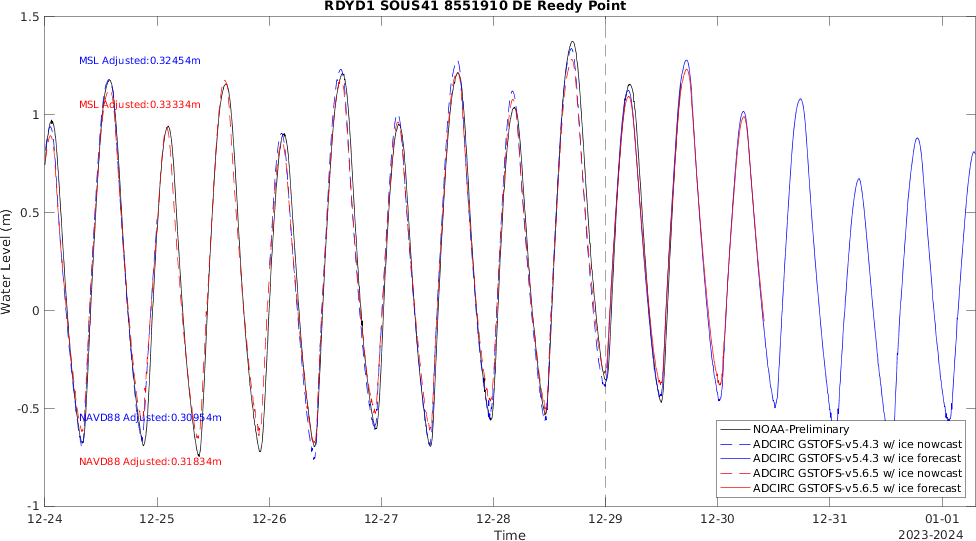 RDYD1 SOUS41 8551910 DE Reedy Point
1.5
1
0.5
0
-0.5
-1
Water Level (m)
MSL Adjusted:0.32454m
MSL Adjusted:0.33334m
NAVD88 Adjusted:0.30954m
NAVD88 Adjusted:0.31834m
NOAA-Preliminary
ADCIRC GSTOFS-v5.4.3 w/ ice nowcast
ADCIRC GSTOFS-v5.4.3 w/ ice forecast
ADCIRC GSTOFS-v5.6.5 w/ ice nowcast
ADCIRC GSTOFS-v5.6.5 w/ ice forecast
12-24 12-25 12-26 12-27 12-28 12-29 12-30 12-31 01-01
Time
2023-2024